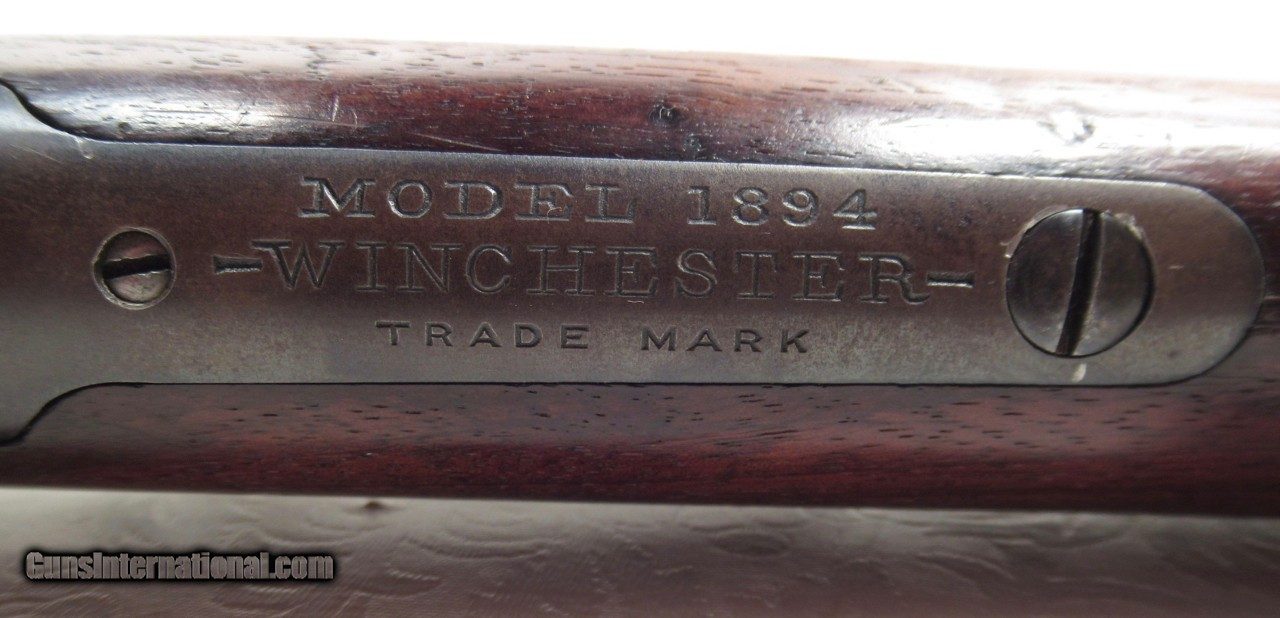 MODEL 1894
-WINCHESTER-
TRADE MARK
GunsInternational.com